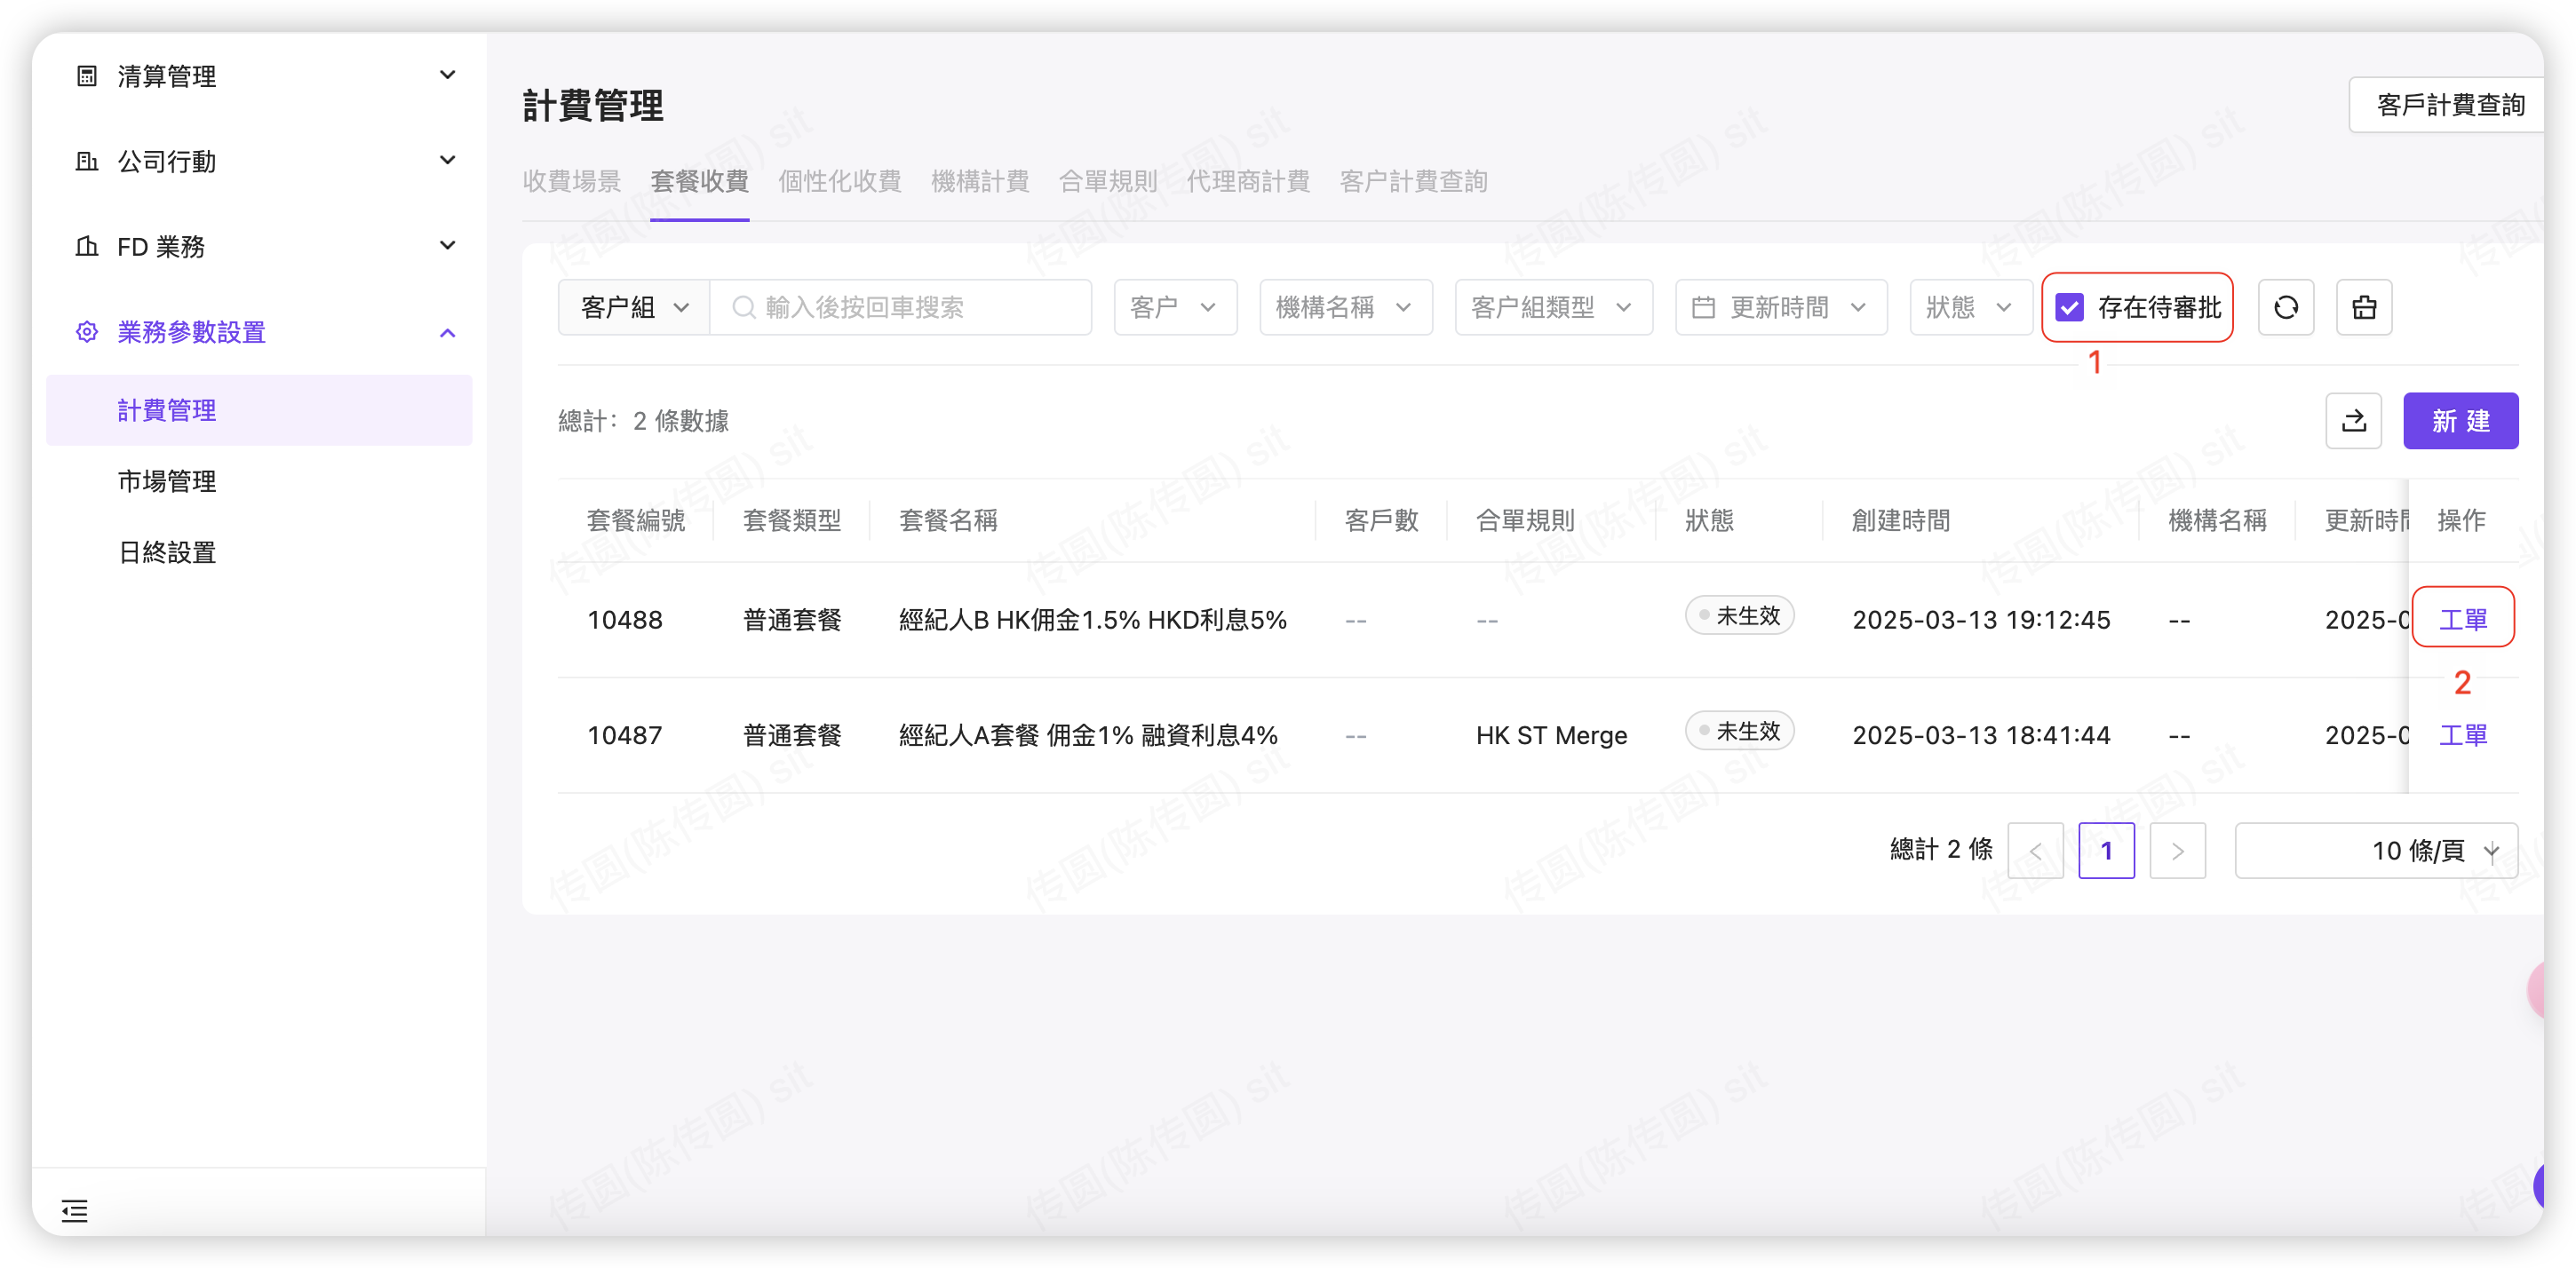 清算管理
公司行動
FD 業務
業務參數設置
計費管理
市場管理
日終設置
計費管理
客戶計費查詢
收費場景 套餐收費 個性化收費 機構計費 合單規則 代理商計費 客户計費查詢
客户組 輸入後按回車搜索 客户 機構名稱 客户組類型 更新時間 狀態 存在待審批
1
總計: 2 條數據
新 建
套餐編號 套餐類型 套餐名稱 客戶數 合單規則 狀態 創建時間 機構名稱 更新時間 操作
10488 普通套餐 經紀人B HK佣金1.5% HKD利息5% -- -- 未生效 2025-03-13 19:12:45 -- 2025-0 工單
2
10487 普通套餐 經紀人A套餐 佣金1% 融資利息4% -- HK ST Merge 未生效 2025-03-13 18:41:44 -- 2025-0 工單
總計 2 條 < 1 > 10 條/頁
传圆(陈传圆) sit